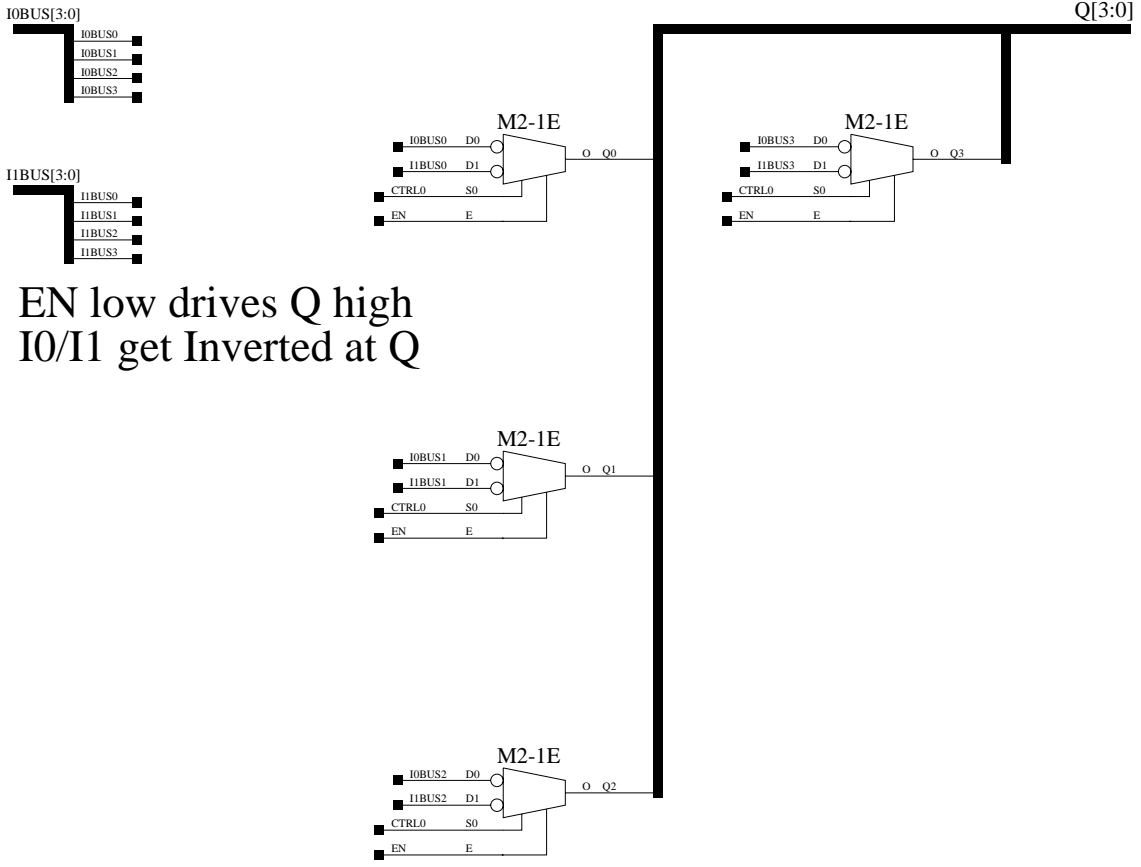 I0BUS[3:0]
Q[3:0]
I0BUS0
I0BUS1
I0BUS2
I0BUS3
I1BUS[3:0]
I1BUS0
I1BUS1
I1BUS2
I1BUS3
EN low drives Q high
I0/I1 get Inverted at Q
M2-1E
I0BUS0 D0
I1BUS0 D1
O Q0
CTRL0 S0
EN E
M2-1E
I0BUS3 D0
I1BUS3 D1
O Q3
CTRL0 S0
EN E
M2-1E
I0BUS1 D0
I1BUS1 D1
O Q1
CTRL0 S0
EN E
M2-1E
I0BUS2 D0
I1BUS2 D1
O Q2
CTRL0 S0
EN E